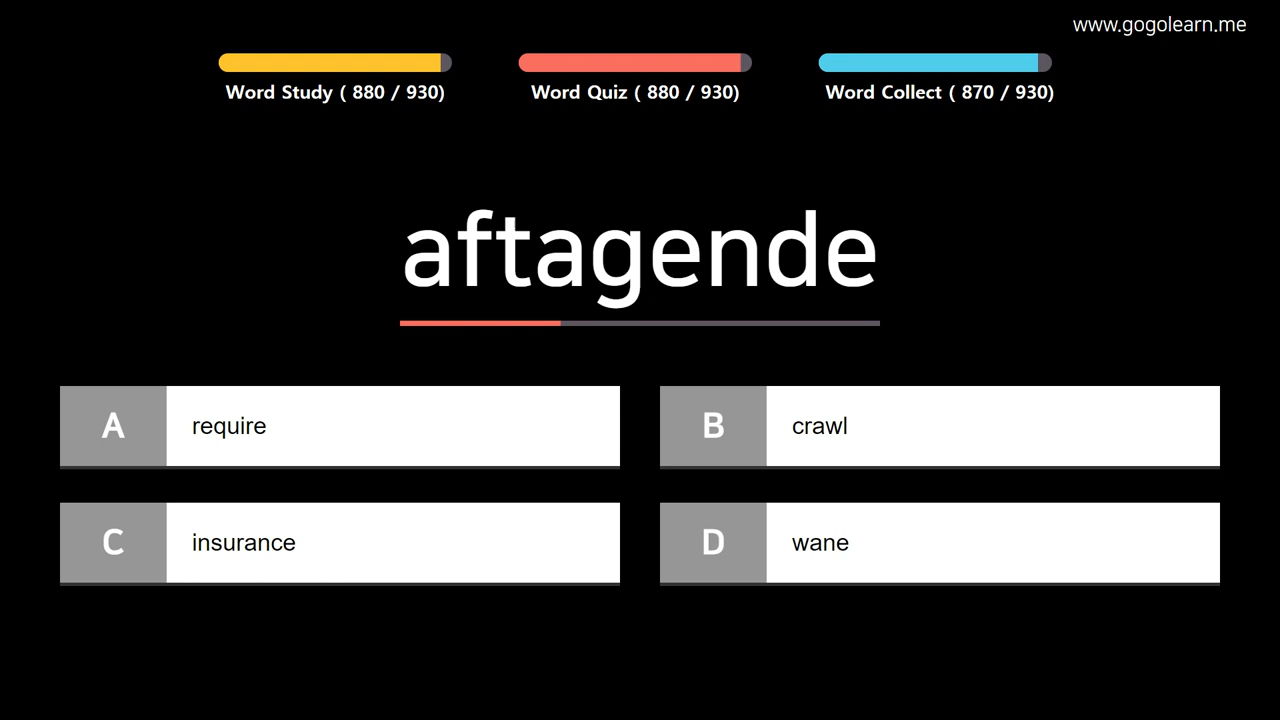 www.gogolearn.me
Word Study ( 880 / 930)
Word Quiz ( 880 / 930)
Word Collect ( 870 / 930)
aftagende
A
require
B
crawl
C
insurance
D
wane